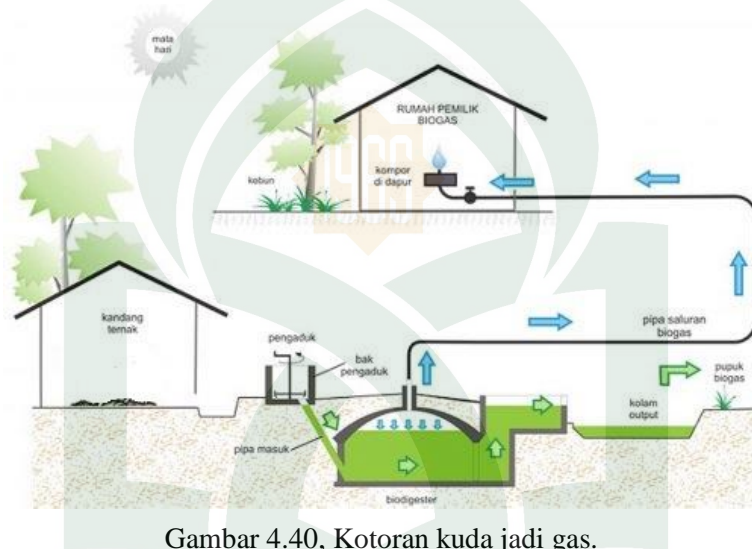 mata
hari
RUMAH PEMILIK
BIOGAS
kompor
di dapur
kebun
kandang
ternak
pengaduk
bak
pengaduk
pipa saluran
biogas
pupuk
biogas
kolam
output
pipa masuk
biodigester
Gambar 4.40, Kotoran kuda jadi gas.